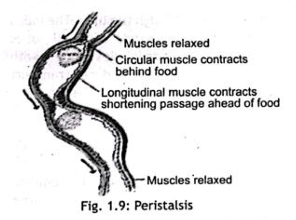 Muscles relaxed
Circular muscle contracts
behind food
Longitudinal muscle contracts
shortening passage ahead of food
Muscles relaxed
Fig. 1.9: Peristalsis